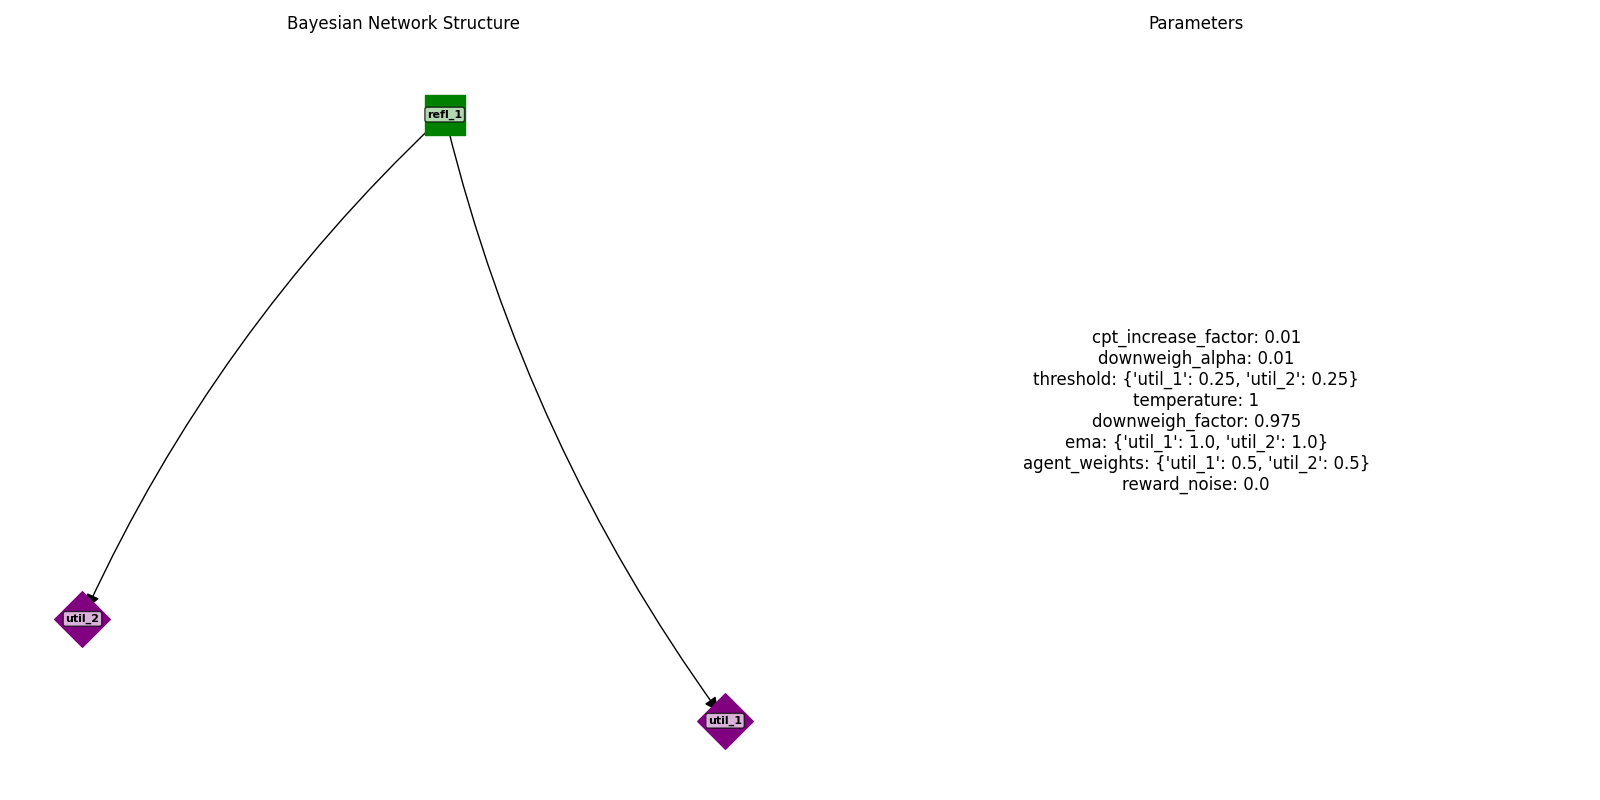 Bayesian Network Structure
refl_1
util_2
util_1
Parameters
cpt_increase_factor: 0.01
downweigh_alpha: 0.01
threshold: {'util_1': 0.25, 'util_2': 0.25}
temperature: 1
downweigh_factor: 0.975
ema: {'util_1': 1.0, 'util_2': 1.0}
agent_weights: {'util_1': 0.5, 'util_2': 0.5}
reward_noise: 0.0